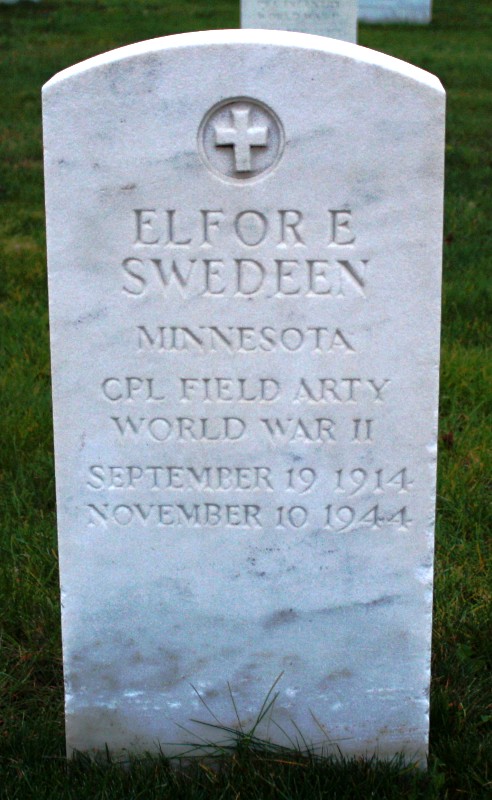 ELFOR E
SWEDEEN
MINNESOTA
CPL FIELD ARTY
WORLD WAR II
SEPTEMBER 19 1914
NOVEMBER 10 1944